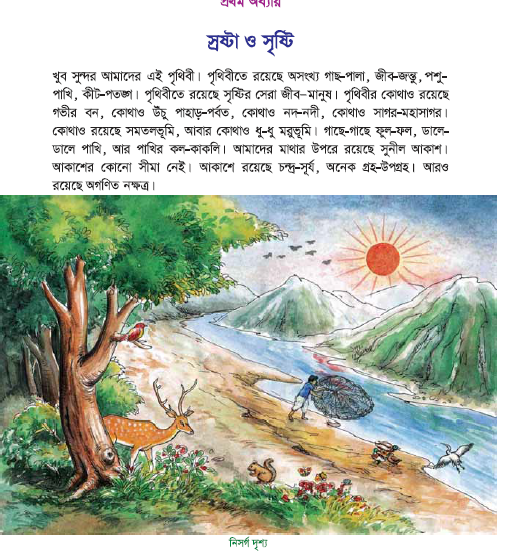 প্রথম অধ্যায়
স্রষ্টা ও সৃষ্টি
খুব সুন্দর আমাদের এই পৃথিবী। পৃথিবীতে রয়েছে অসংখ্য গাছ-পালা, জীব-জন্তু, পশু-
পাখি, কীট-পতঙ্গ। পৃথিবীতে রয়েছে সৃষ্টির সেরা জীব-মানুষ। পৃথিবীর কোথাও রয়েছে
গভীর বন, কোথাও উঁচু পাহাড়-পর্বত, কোথাও নদ-নদী, কোথাও সাগর-মহাসাগর।
কোথাও রয়েছে সমতলভূমি, আবার কোথাও ধু-ধু মরুভূমি। গাছে-গাছে ফুল-ফল, ডালে-
ডালে পাখি, আর পাখির কল-কাকলি। আমাদের মাথার উপরে রয়েছে সুনীল আকাশ।
আকাশের কোনো সীমা নেই। আকাশে রয়েছে চন্দ্র-সূর্য, অনেক গ্রহ-উপগ্রহ। আরও
রয়েছে অগণিত নক্ষত্র।
নিসর্গ দৃশ্য